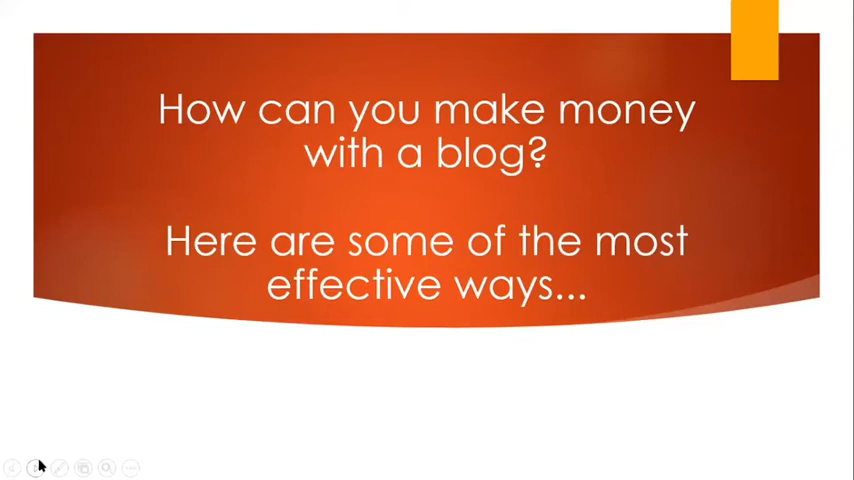 How can you make money
with a blog?
Here are some of the most
effective ways...